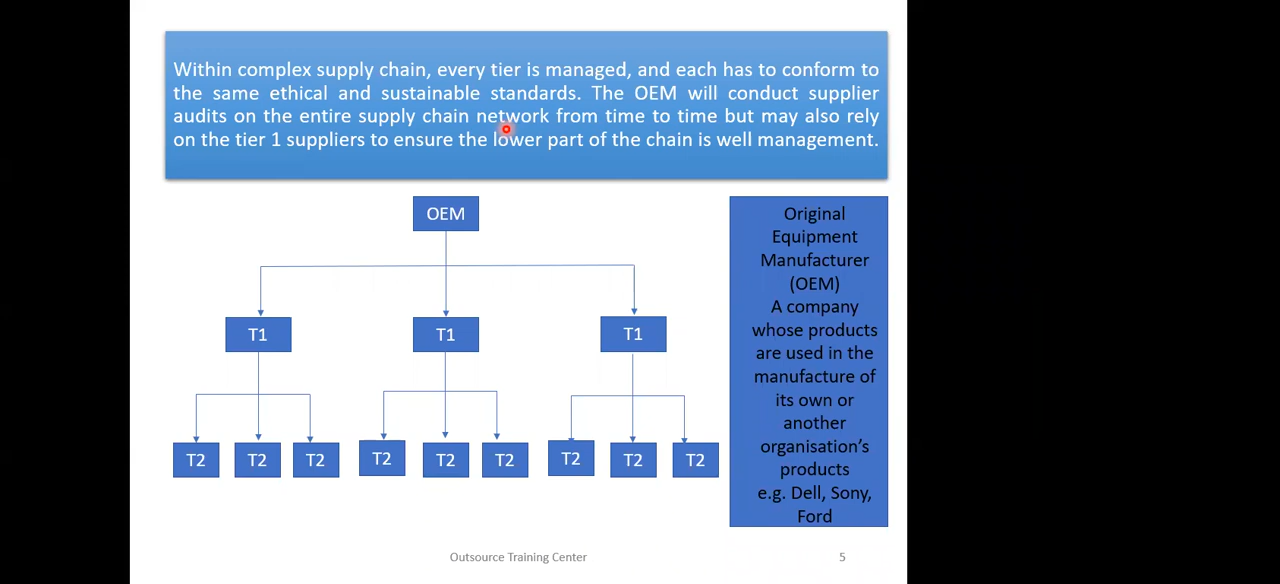 Within complex supply chain, every tier is managed, and each has to conform to
the same ethical and sustainable standards. The OEM will conduct supplier
audits on the entire supply chain network from time to time but may also rely
on the tier 1 suppliers to ensure the lower part of the chain is well management.
OEM
T1
T1
T1
T2
T2
T2
T2
T2
T2
T2
T2
T2
Original
Equipment
Manufacturer
(OEM)
A company
whose products
are used in the
manufacture of
its own or
another
organisation’s
products
e.g. Dell, Sony,
Ford
Outsource Training Center
5